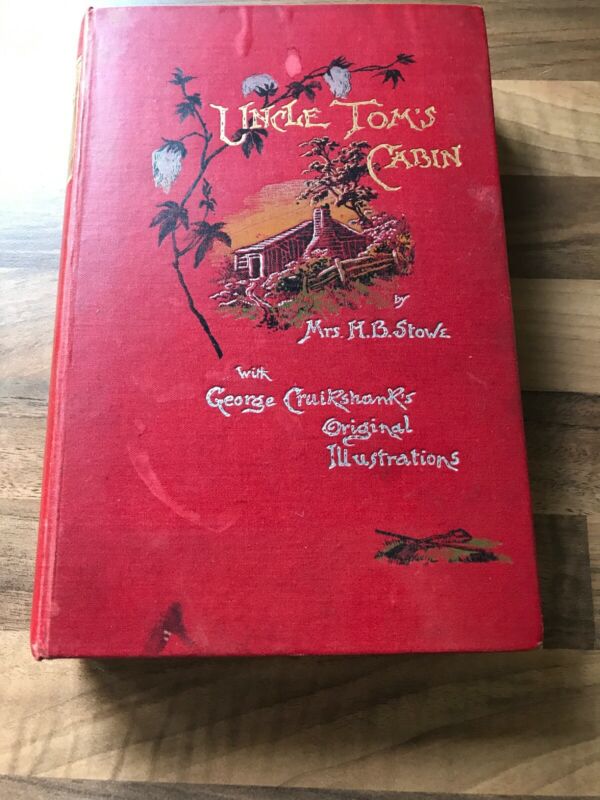 UNCLE TOM'S
CABIN
by
MRS. H. B. STOWE
With
George Cruikshank's
Original
Illustrations